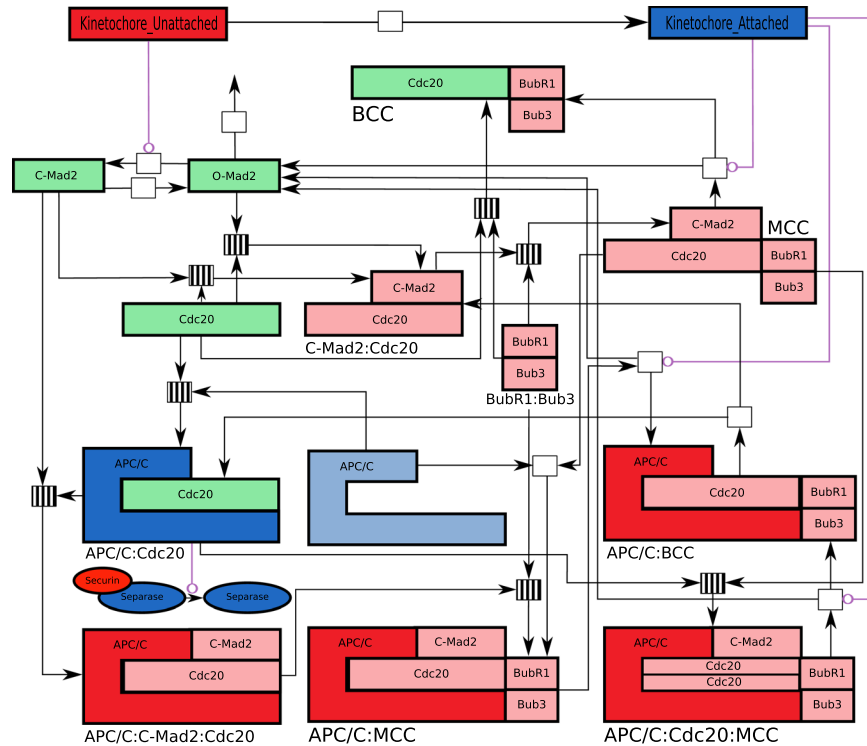 Kinetochore_Unattached
Kinetochore_Attached
Cdc20
BubR1
Bub3
BCC
C-Mad2
O-Mad2
C-Mad2
MCC
Cdc20
BubR1
Bub3
C-Mad2
Cdc20
C-Mad2:Cdc20
Cdc20
BubR1
Bub3
BubR1:Bub3
APC/C
Cdc20
APC/C:Cdc20
APC/C
APC/C
Cdc20
BubR1
Bub3
APC/C:BCC
Securin
Separase
Separase
APC/C
C-Mad2
Cdc20
APC/C:C-Mad2:Cdc20
APC/C
C-Mad2
Cdc20
BubR1
Bub3
APC/C:MCC
APC/C
C-Mad2
Cdc20
Cdc20
BubR1
Bub3
APC/C:Cdc20:MCC